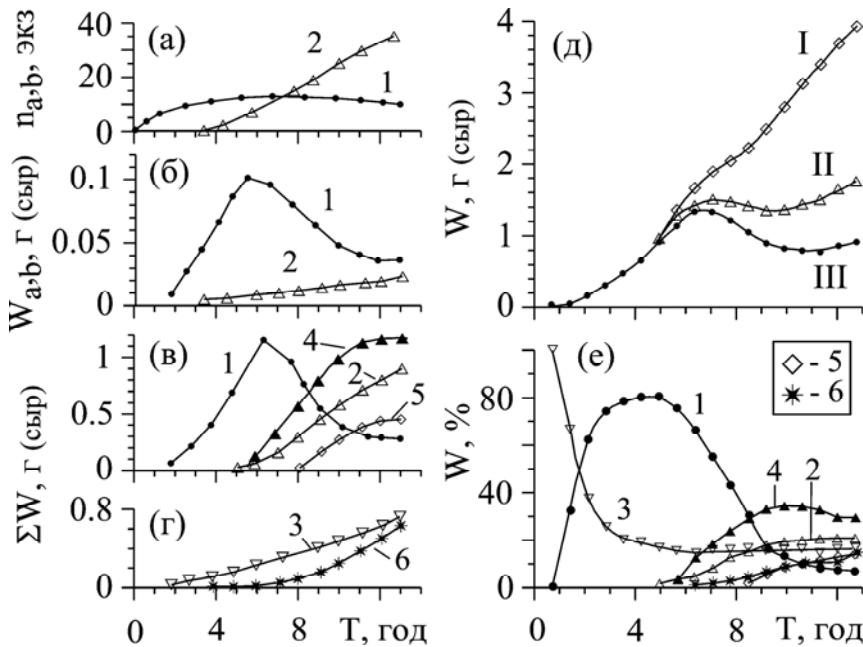 (а)
n a,b, экз
40
20
0
2
1
(б)
W a,b, г (сыр)
0.1
0.05
0
1
2
(в)
ΣW, г (сыр)
1
0.5
0
1
4
2
5
(г)
0.8
0.4
0
3
6
0
4
8
T, год
(д)
W, г (сыр)
4
3
2
1
0
I
II
III
(е)
W, %
80
40
0
1
3
4
2
◇ - 5
✳ - 6
0
4
8
T, год